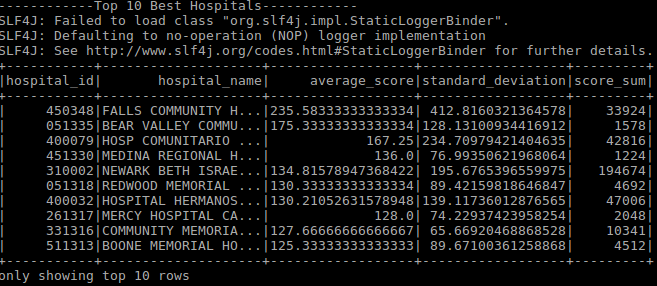 ------------Top 10 Best Hospitals------------
SLF4J: Failed to load class "org.slf4j.impl.StaticLoggerBinder".
SLF4J: Defaulting to no-operation (NOP) logger implementation
SLF4J: See http://www.slf4j.org/codes.html#StaticLoggerBinder for further details.
+-----------+--------------------+------------------+------------------+---------+
|hospital_id|       hospital_name|     average_score|standard_deviation|score_sum|
+-----------+--------------------+------------------+------------------+---------+
|     450348|FALLS COMMUNITY H...|235.58333333333334| 412.8160321364578|    33924|
|     051335|BEAR VALLEY COMMU...|175.33333333333334|128.13100934416912|     1578|
|     400079|HOSP COMUNITARIO ...|            167.25|234.70979421404635|    42816|
|     451330|MEDINA REGIONAL H...|             136.0| 76.99350621968064|     1224|
|     310002|NEWARK BETH ISRAE...|134.81578947368422| 195.6765396559975|   194674|
|     051318|REDWOOD MEMORIAL ...|130.33333333333334| 89.42159818646847|     4692|
|     400032|HOSPITAL HERMANOS...|130.21052631578948|139.11736012876565|    47006|
|     261317|MERCY HOSPITAL CA...|             128.0| 74.22937423958254|     2048|
|     331316|COMMUNITY MEMORIA...|127.66666666666667| 65.66920468868528|    10341|
|     511313|BOONE MEMORIAL HO...|125.33333333333333| 89.67100361258868|     4512|
+-----------+--------------------+------------------+------------------+---------+
only showing top 10 rows